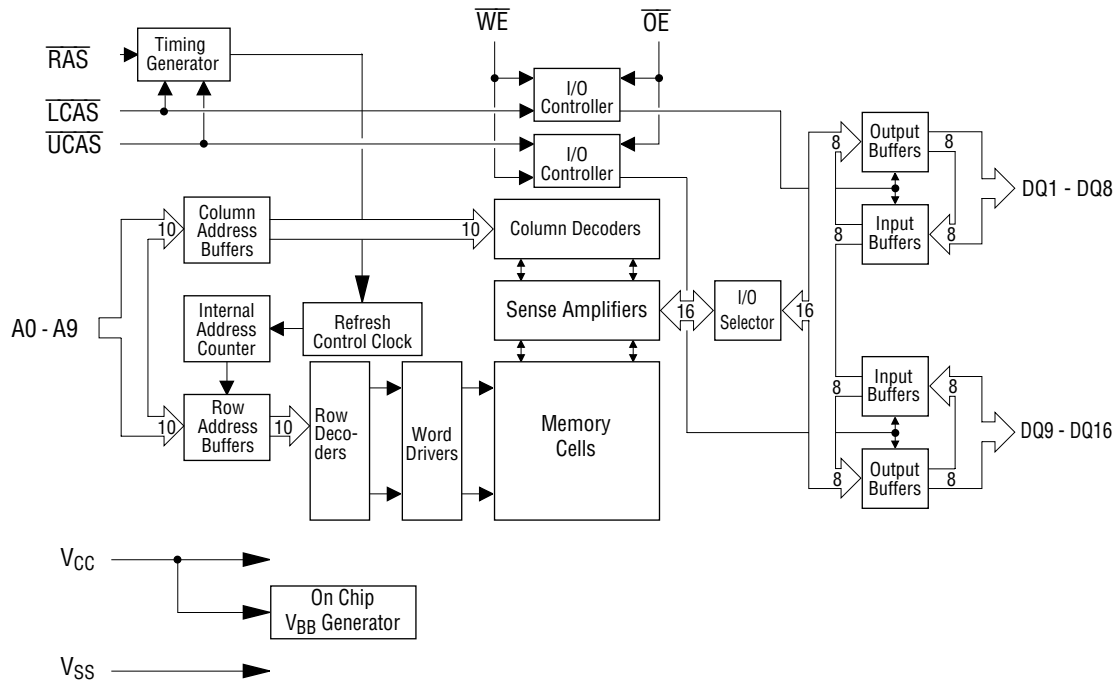 WE
OE
RAS
Timing
Generator
LCAS
UCAS
I/O
Controller
I/O
Controller
8
Output
Buffers
8
DQ1 - DQ8
8
Input
Buffers
8
10
Column
Address
Buffers
10
Column Decoders
A0 - A9
Internal
Address
Counter
Refresh
Control Clock
Sense Amplifiers
16
I/O
Selector
16
10
Row
Address
Buffers
10
Row
Deco-
ders
Word
Drivers
Memory
Cells
8
Input
Buffers
8
DQ9 - DQ16
8
Output
Buffers
8
VCC
On Chip
VBB Generator
VSS